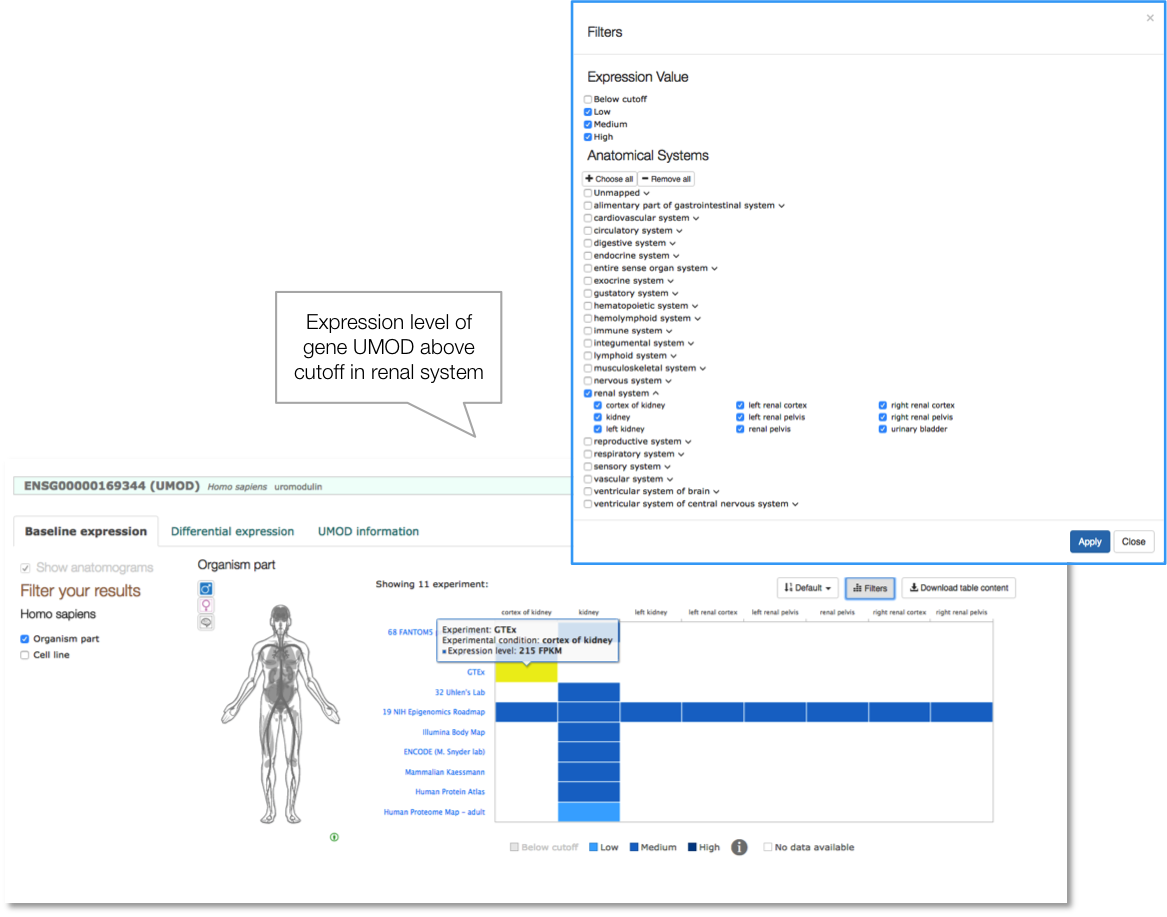 ×
Filters
Expression Value
Below cutoff
Low
Medium
High
Anatomical Systems
+ Choose all − Remove all
Unmapped
alimentary part of gastrointestinal system
cardiovascular system
circulatory system
digestive system
endocrine system
entire sense organ system
exocrine system
gustatory system
hematopoietic system
hemolymphoid system
immune system
integumental system
lymphoid system
musculoskeletal system
nervous system
renal system
cortex of kidney left renal cortex right renal cortex
kidney left renal pelvis right renal pelvis
left kidney renal pelvis urinary bladder
reproductive system
respiratory system
sensory system
vascular system
ventricular system of brain
ventricular system of central nervous system
Apply Close
Expression level of
gene UMOD above
cutoff in renal system
ENSG00000169344 (UMOD) Homo sapiens uromodulin
Baseline expression Differential expression UMOD information
Show anatomograms
Filter your results
Homo sapiens
Organism part
Cell line
Organism part
Showing 11 experiment:
Default Filters Download table content
cortex of kidney kidney left kidney left renal cortex left renal pelvis renal pelvis right renal cortex right renal pelvis
68 FANTOM5
Experiment: GTEx
Experimental condition: cortex of kidney
Expression level: 215 FPKM
GTEx
32 Uhlen's Lab
19 NIH Epigenomics Roadmap
Illumina Body Map
ENCODE (M. Snyder lab)
Mammalian Kaessmann
Human Protein Atlas
Human Proteome Map - adult
Below cutoff Low Medium High i No data available